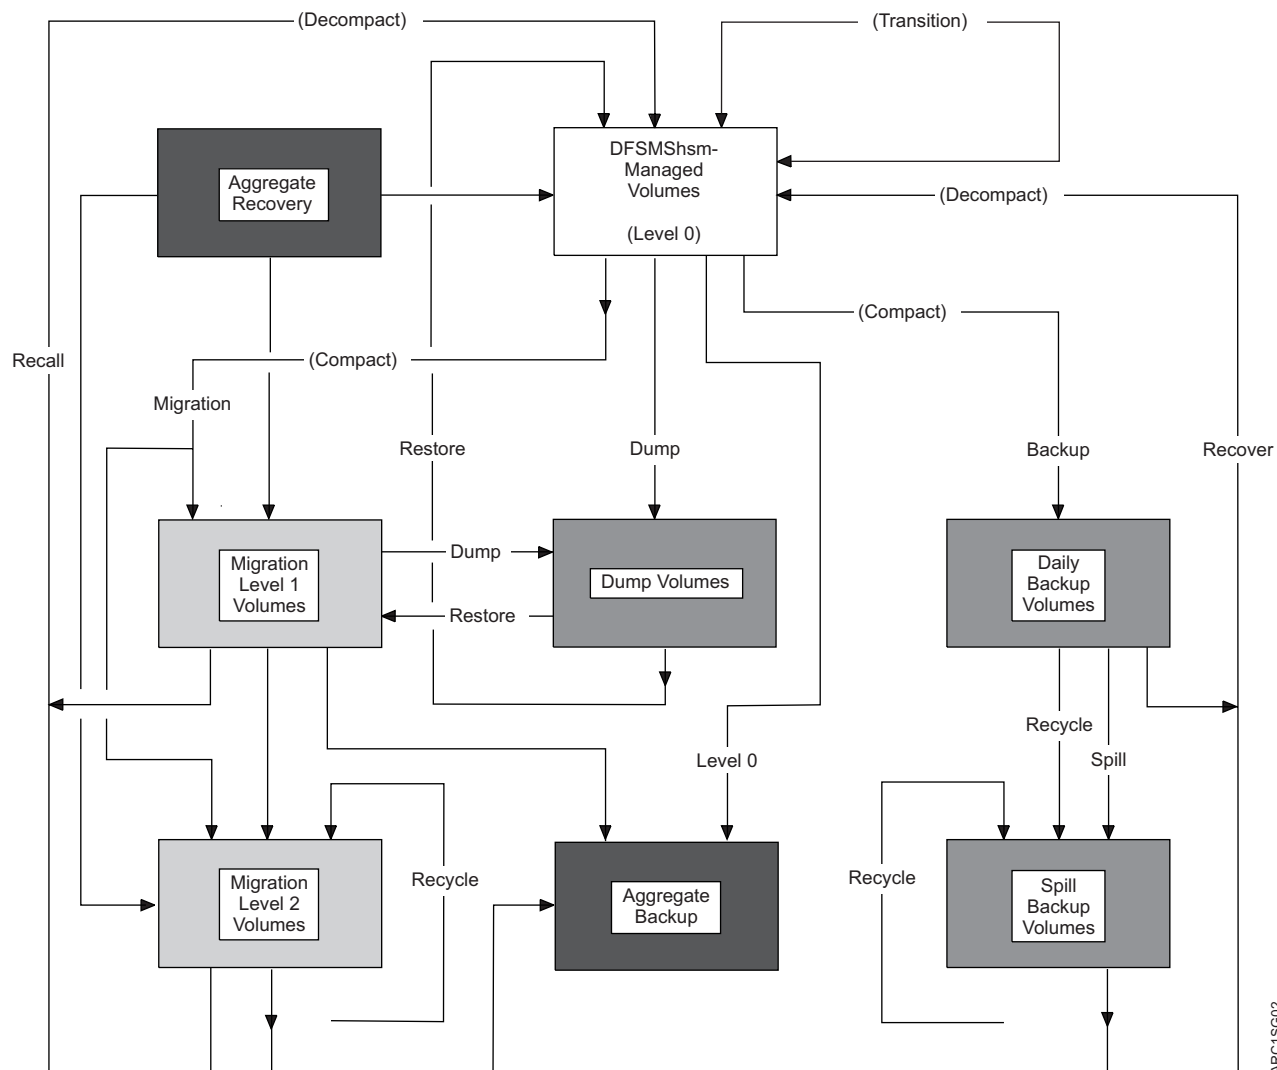 (Decompact)
(Transition)
DFSMShsm-
Managed
Volumes
(Level 0)
Aggregate
Recovery
(Decompact)
(Compact)
Recall
(Compact)
Migration
Restore
Dump
Backup
Recover
Migration
Level 1
Volumes
Dump
Restore
Dump Volumes
Daily
Backup
Volumes
Recycle
Spill
Level 0
Migration
Level 2
Volumes
Recycle
Aggregate
Backup
Recycle
Spill
Backup
Volumes